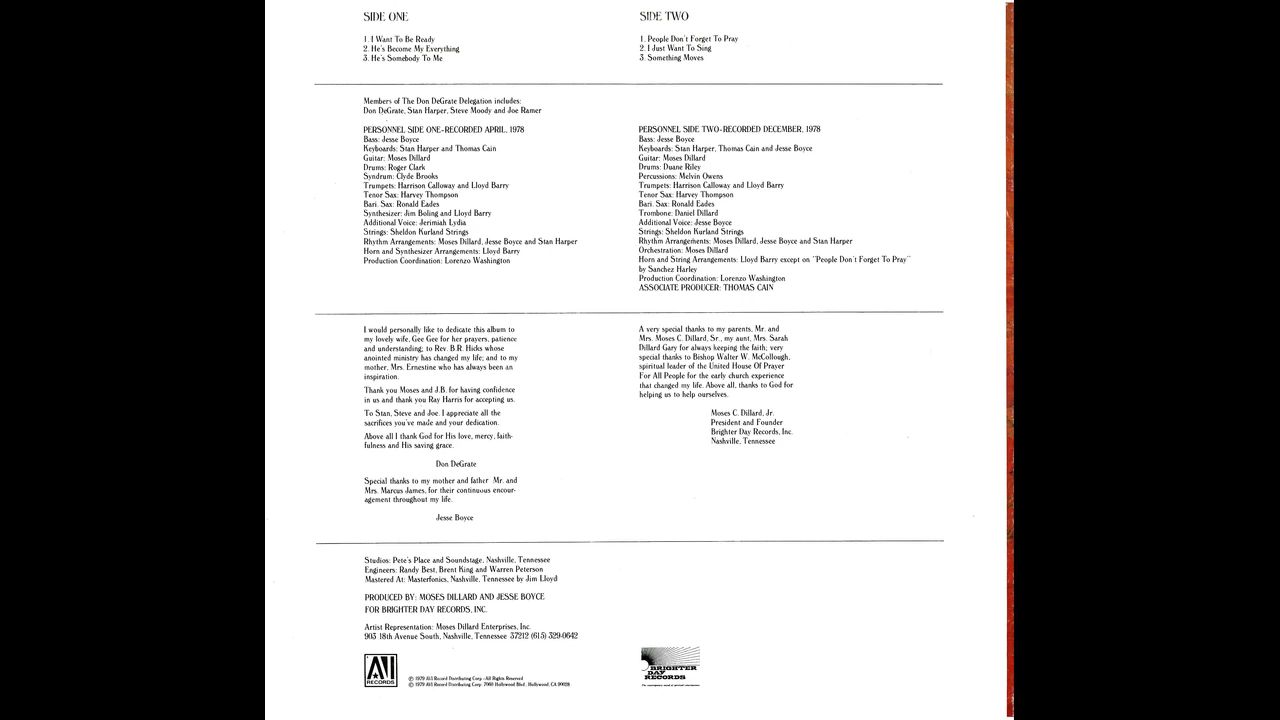 SIDE ONE
1. I Want To Be Ready
2. He's Become My Everything
3. He's Somebody To Me
SIDE TWO
1. People Don't Forget To Pray
2. I Just Want To Sing
3. Something Moves
Members of The Don DeGrate Delegation includes:
Don DeGrate, Stan Harper, Steve Moody and Joe Ramer
PERSONNEL SIDE ONE-RECORDED APRIL, 1978
Bass: Jesse Boyce
Keyboards: Stan Harper and Thomas Cain
Guitar: Moses Dillard
Drums: Roger Clark
Syndrum: Clyde Brooks
Trumpets: Harrison Calloway and Lloyd Barry
Tenor Sax: Harvey Thompson
Bari. Sax: Ronald Eades
Synthesizer: Jim Boling and Lloyd Barry
Additional Voice: Jerimiah Lydia
Strings: Sheldon Kurland Strings
Rhythm Arrangements: Moses Dillard, Jesse Boyce and Stan Harper
Horn and Synthesizer Arrangements: Lloyd Barry
Production Coordination: Lorenzo Washington
PERSONNEL SIDE TWO-RECORDED DECEMBER, 1978
Bass: Jesse Boyce
Keyboards: Stan Harper, Thomas Cain and Jesse Boyce
Guitar: Moses Dillard
Drums: Duane Riley
Percussions: Melvin Owens
Trumpets: Harrison Calloway and Lloyd Barry
Tenor Sax: Harvey Thompson
Bari. Sax: Ronald Eades
Trombone: Daniel Dillard
Additional Voice: Jesse Boyce
Strings: Sheldon Kurland Strings
Rhythm Arrangements: Moses Dillard, Jesse Boyce and Stan Harper
Orchestration: Moses Dillard
Horn and String Arrangements: Lloyd Barry except on "People Don't Forget To Pray"
by Sanchez Harley
Production Coordination: Lorenzo Washington
ASSOCIATE PRODUCER: THOMAS CAIN
I would personally like to dedicate this album to
my lovely wife, Gee Gee for her prayers, patience
and understanding; to Rev. B.R. Hicks whose
anointed ministry has changed my life; and to my
mother, Mrs. Ernestine who has always been an
inspiration.
Thank you Moses and J.B. for having confidence
in us and thank you Ray Harris for accepting us.
To Stan, Steve and Joe. I appreciate all the
sacrifices you've made and your dedication.
Above all I thank God for His love, mercy, faith-
fulness and His saving grace.
Don DeGrate
Special thanks to my mother and father Mr. and
Mrs. Marcus James, for their continuous encour-
agement throughout my life.
Jesse Boyce
A very special thanks to my parents, Mr. and
Mrs. Moses C. Dillard, Sr., my aunt, Mrs. Sarah
Dillard Gary for always keeping the faith; very
special thanks to Bishop Walter W. McCollough,
spiritual leader of the United House Of Prayer
For All People for the early church experience
that changed my life. Above all, thanks to God for
helping us to help ourselves.
Moses C. Dillard, Jr.
President and Founder
Brighter Day Records, Inc.
Nashville, Tennessee
Studios: Pete's Place and Soundstage, Nashville, Tennessee
Engineers: Randy Best, Brent King and Warren Peterson
Mastered At: Masterfonics, Nashville, Tennessee by Jim Lloyd
PRODUCED BY: MOSES DILLARD AND JESSE BOYCE
FOR BRIGHTER DAY RECORDS, INC.
Artist Representation: Moses Dillard Enterprises, Inc.
903 18th Avenue South, Nashville, Tennessee 37212 (615) 329-0642
AVI
RECORDS
℗ 1979 AVI Record Distributing Corp.-All Rights Reserved
© 1979 AVI Record Distributing Corp. 7060 Hollywood Blvd., Hollywood, CA 90028
BRIGHTER
DAY
RECORDS